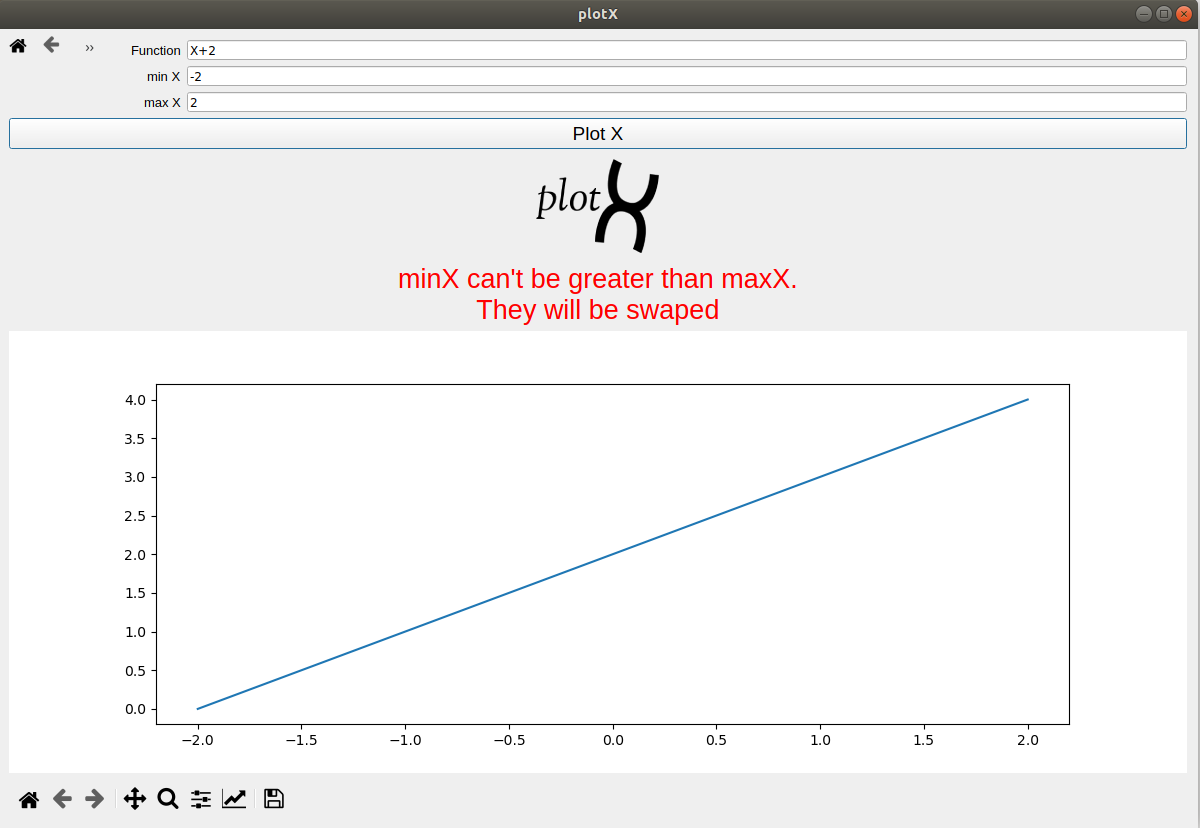 plotX
›› Function X+2
min X -2
max X 2
Plot X
plotX
minX can't be greater than maxX.
They will be swaped
4.0
3.5
3.0
2.5
2.0
1.5
1.0
0.5
0.0
−2.0 −1.5 −1.0 −0.5 0.0 0.5 1.0 1.5 2.0